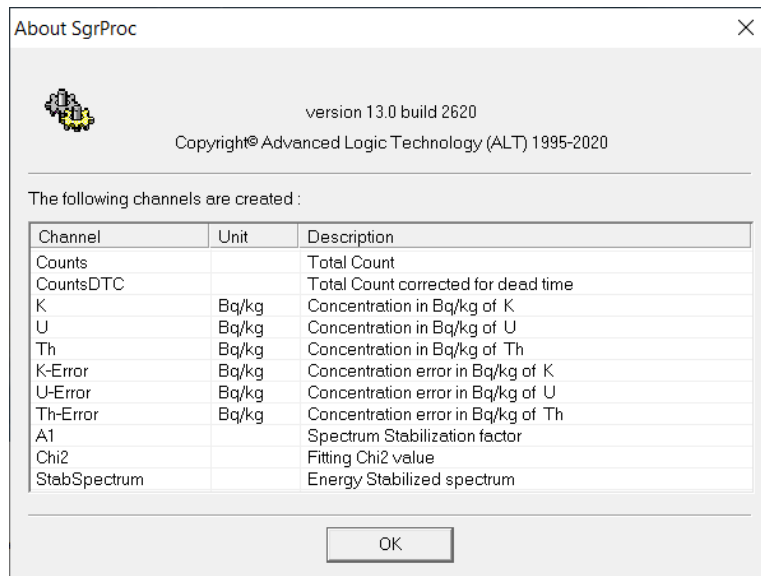 About SgrProc
version 13.0 build 2620
Copyright© Advanced Logic Technology (ALT) 1995-2020
The following channels are created :
Channel Unit Description
Counts Total Count
CountsDTC Total Count corrected for dead time
K Bq/kg Concentration in Bq/kg of K
U Bq/kg Concentration in Bq/kg of U
Th Bq/kg Concentration in Bq/kg of Th
K-Error Bq/kg Concentration error in Bq/kg of K
U-Error Bq/kg Concentration error in Bq/kg of U
Th-Error Bq/kg Concentration error in Bq/kg of Th
A1 Spectrum Stabilization factor
Chi2 Fitting Chi2 value
StabSpectrum Energy Stabilized spectrum
OK